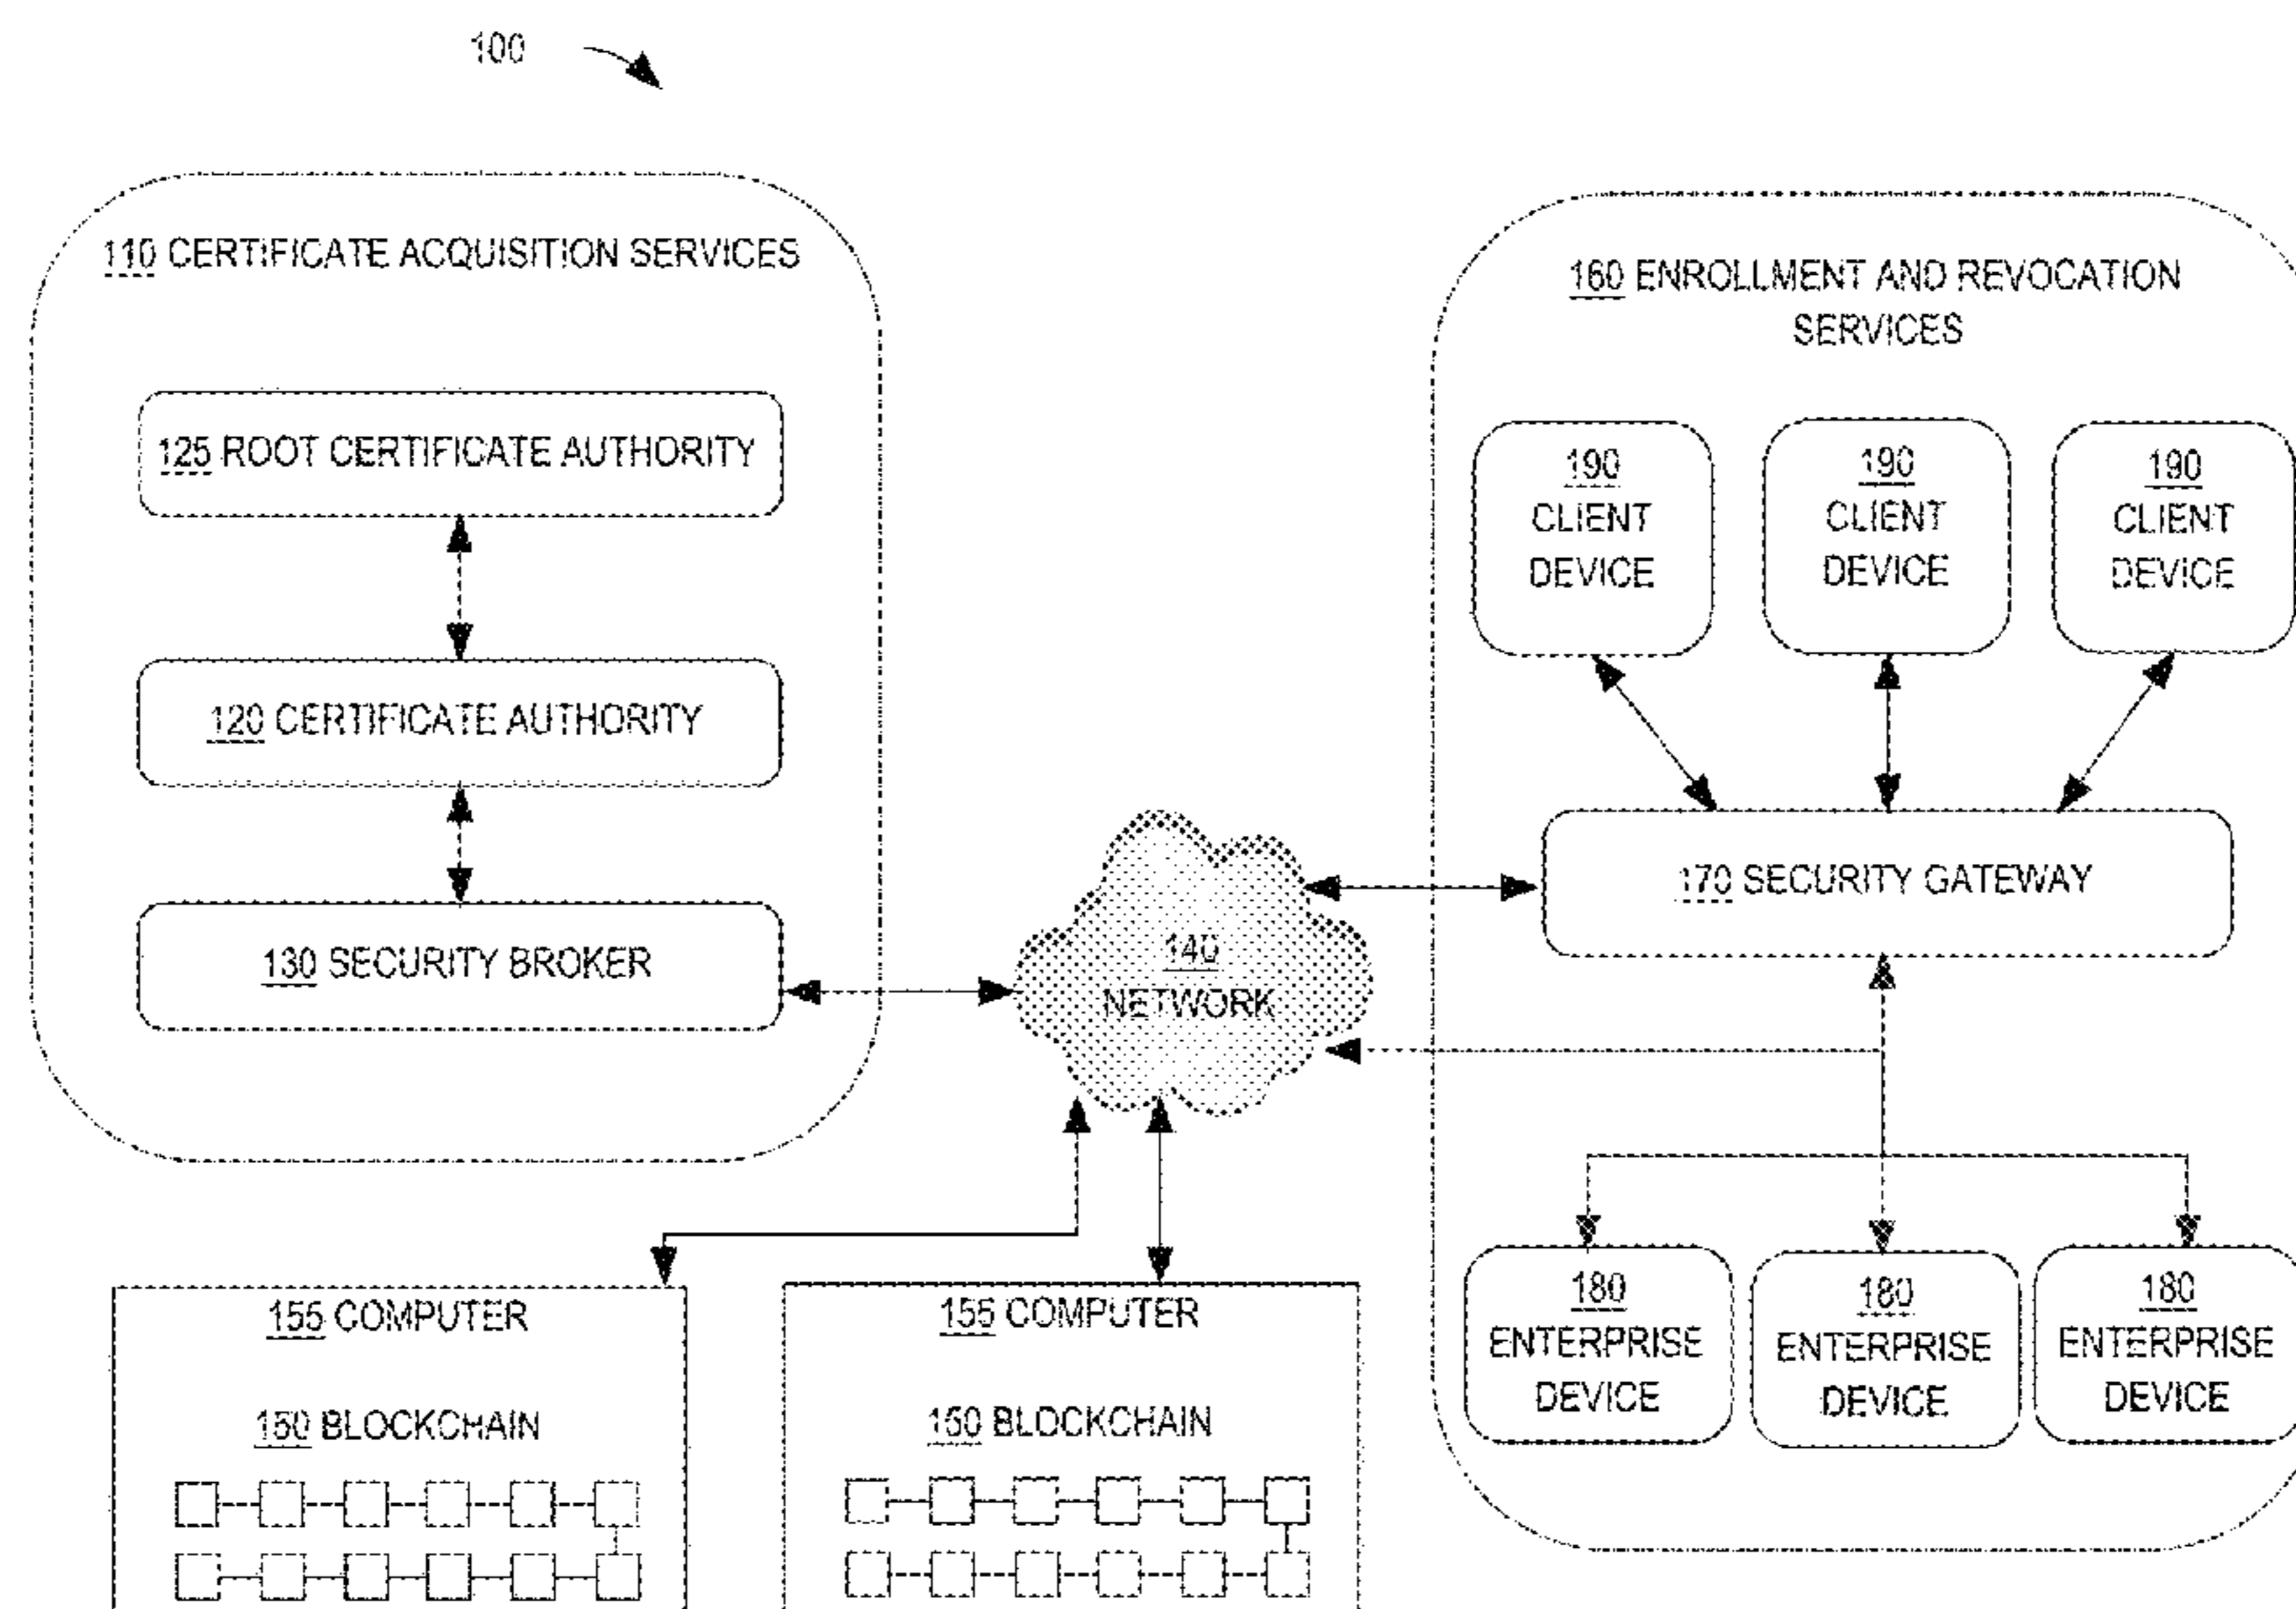 100
110 CERTIFICATE ACQUISITION SERVICES
125 ROOT CERTIFICATE AUTHORITY
120 CERTIFICATE AUTHORITY
130 SECURITY BROKER
140
NETWORK
160 ENROLLMENT AND REVOCATION
SERVICES
190
CLIENT
DEVICE
190
CLIENT
DEVICE
190
CLIENT
DEVICE
170 SECURITY GATEWAY
180
ENTERPRISE
DEVICE
180
ENTERPRISE
DEVICE
180
ENTERPRISE
DEVICE
155 COMPUTER
150 BLOCKCHAIN
155 COMPUTER
150 BLOCKCHAIN